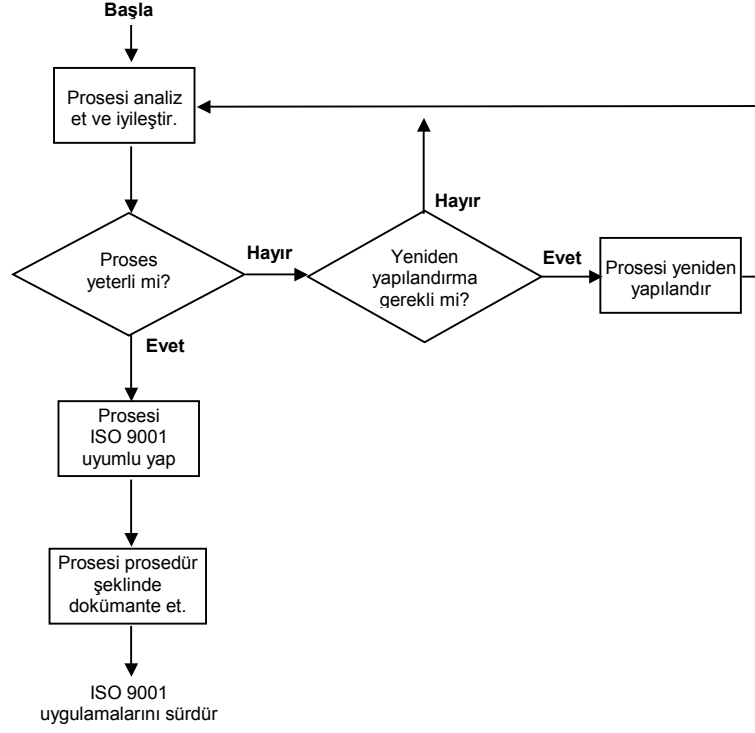 Başla
Prosesi analiz
et ve iyileştir.
Hayır
Proses
yeterli mi?
Hayır
Yeniden
yapılandırma
gerekli mi?
Evet
Prosesi yeniden
yapılandır
Evet
Prosesi
ISO 9001
uyumlu yap
Prosesi prosedür
şeklinde
dokümante et.
ISO 9001
uygulamalarını sürdür